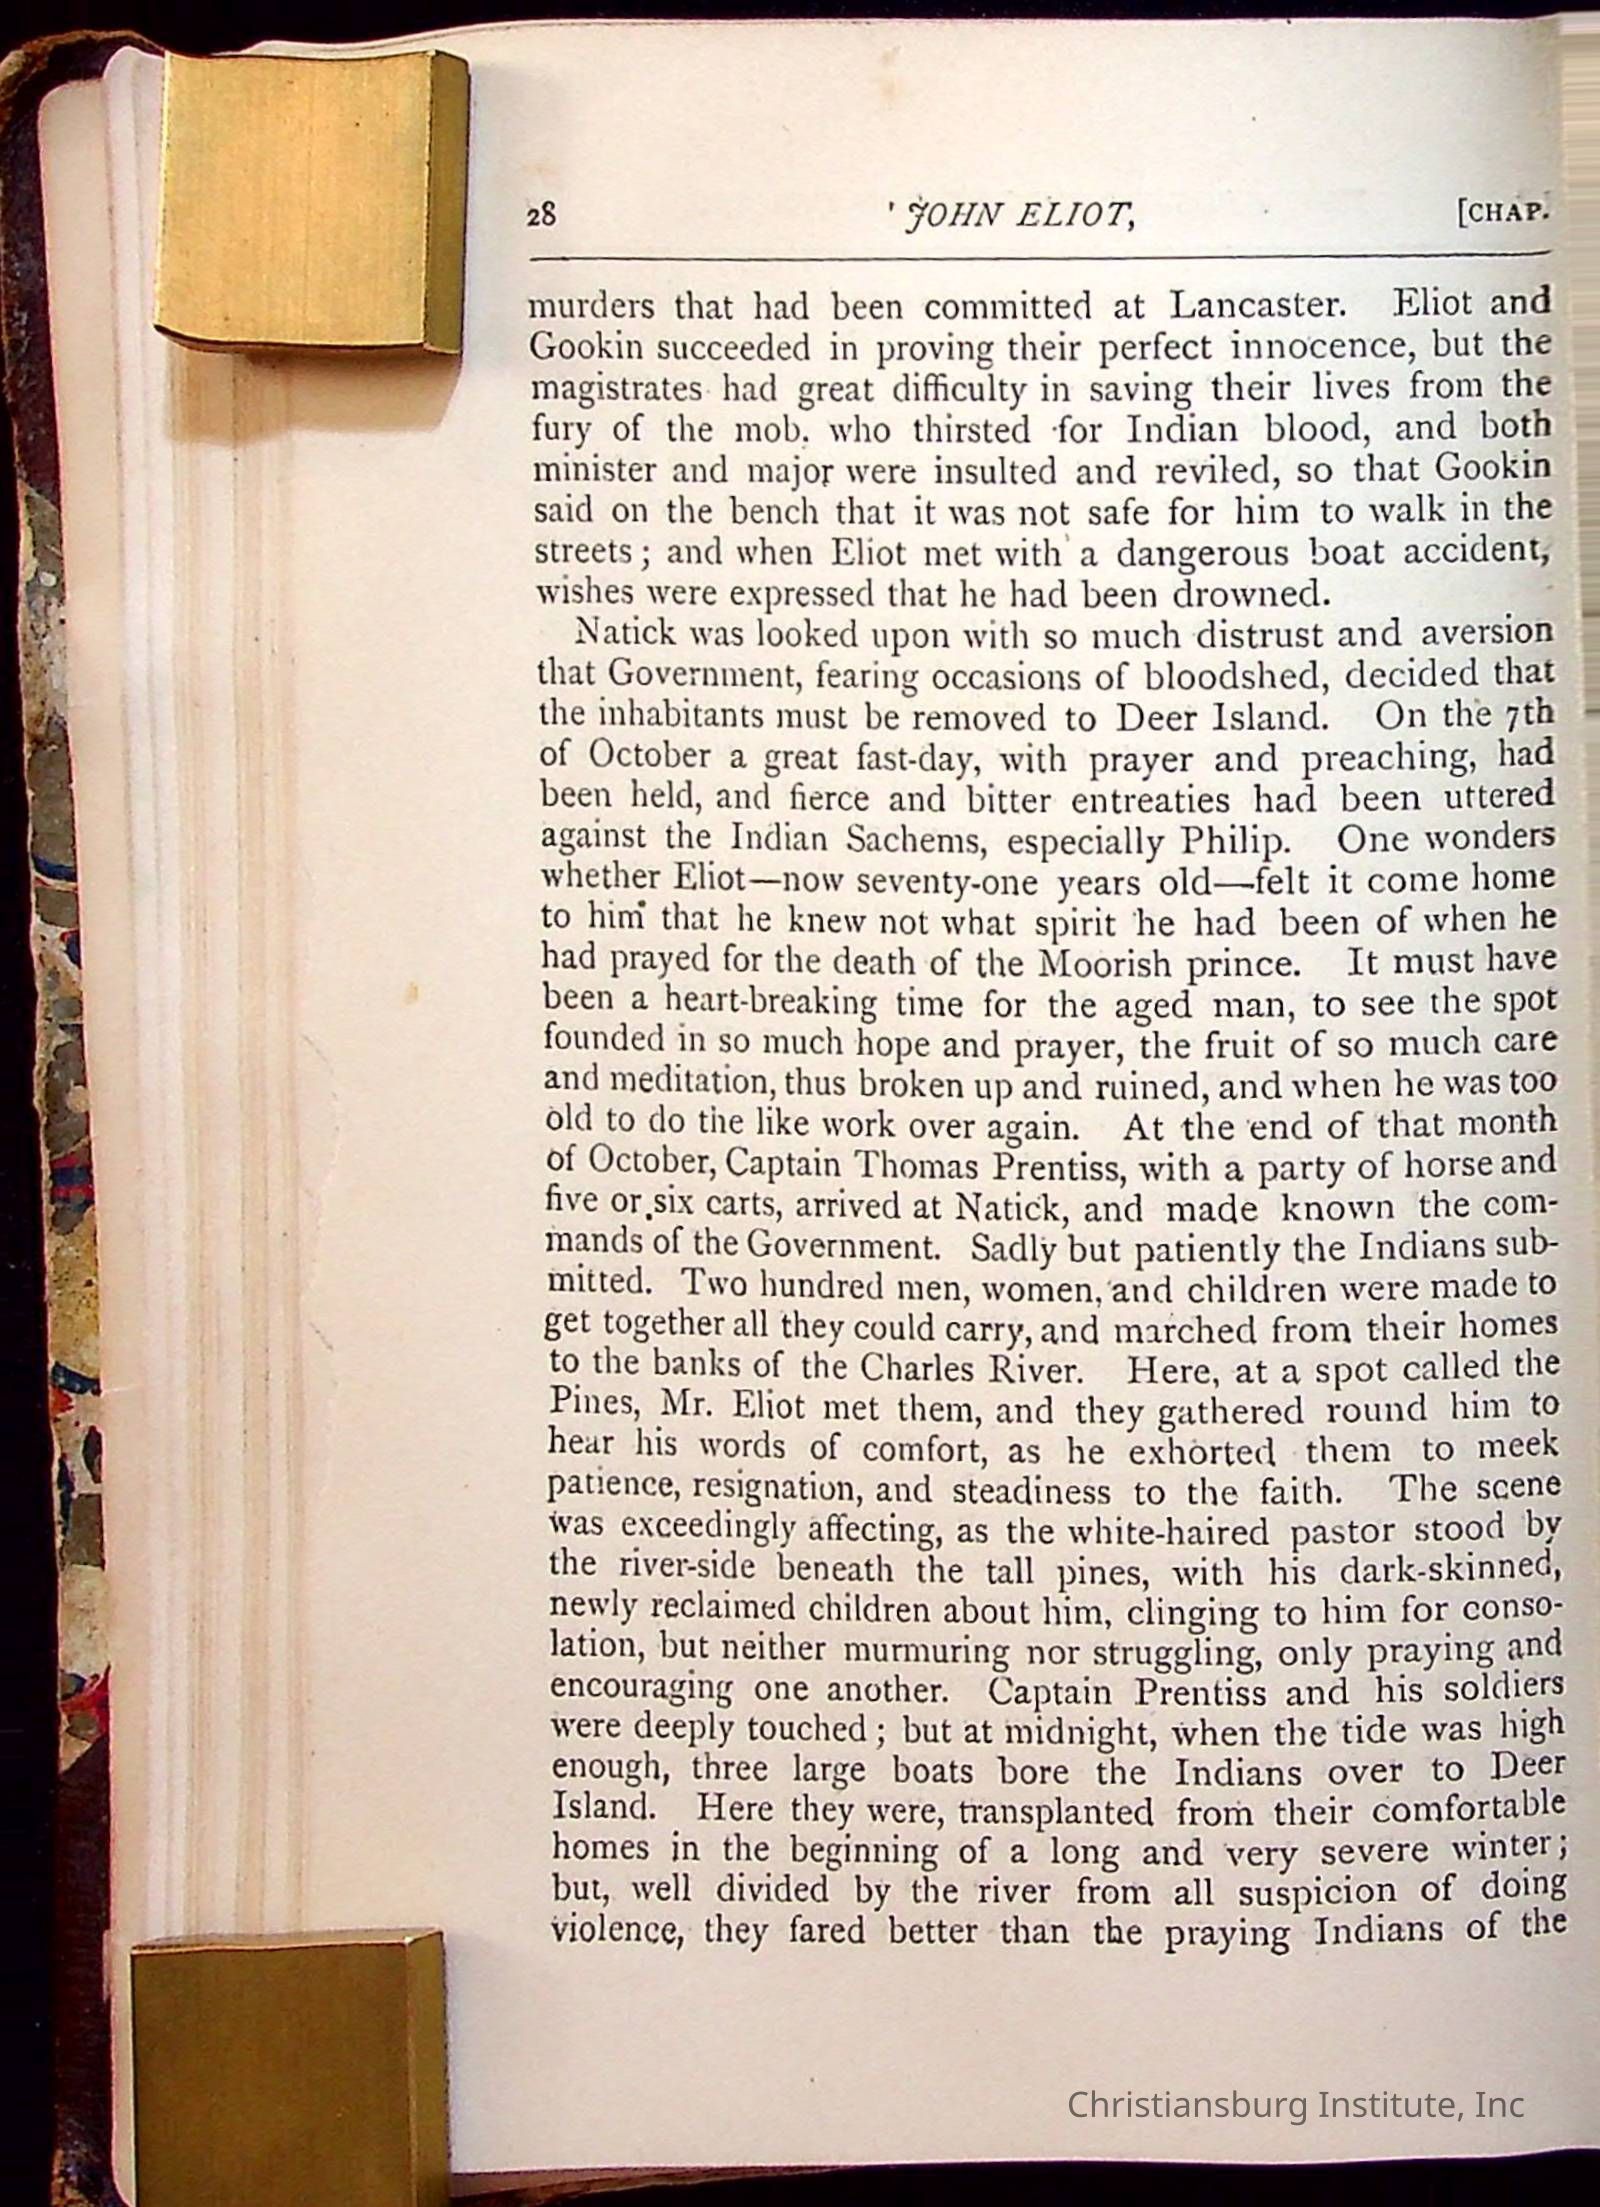 28 JOHN ELIOT, [CHAP.
murders that had been committed at Lancaster. Eliot and
Gookin succeeded in proving their perfect innocence, but the
magistrates had great difficulty in saving their lives from the
fury of the mob. who thirsted for Indian blood, and both
minister and major were insulted and reviled, so that Gookin
said on the bench that it was not safe for him to walk in the
streets; and when Eliot met with a dangerous boat accident,
wishes were expressed that he had been drowned.
Natick was looked upon with so much distrust and aversion
that Government, fearing occasions of bloodshed, decided that
the inhabitants must be removed to Deer Island. On the 7th
of October a great fast-day, with prayer and preaching, had
been held, and fierce and bitter entreaties had been uttered
against the Indian Sachems, especially Philip. One wonders
whether Eliot—now seventy-one years old—felt it come home
to him that he knew not what spirit he had been of when he
had prayed for the death of the Moorish prince. It must have
been a heart-breaking time for the aged man, to see the spot
founded in so much hope and prayer, the fruit of so much care
and meditation, thus broken up and ruined, and when he was too
old to do the like work over again. At the end of that month
of October, Captain Thomas Prentiss, with a party of horse and
five or six carts, arrived at Natick, and made known the com-
mands of the Government. Sadly but patiently the Indians sub-
mitted. Two hundred men, women, and children were made to
get together all they could carry, and marched from their homes
to the banks of the Charles River. Here, at a spot called the
Pines, Mr. Eliot met them, and they gathered round him to
hear his words of comfort, as he exhorted them to meek
patience, resignation, and steadiness to the faith. The scene
was exceedingly affecting, as the white-haired pastor stood by
the river-side beneath the tall pines, with his dark-skinned,
newly reclaimed children about him, clinging to him for conso-
lation, but neither murmuring nor struggling, only praying and
encouraging one another. Captain Prentiss and his soldiers
were deeply touched; but at midnight, when the tide was high
enough, three large boats bore the Indians over to Deer
Island. Here they were, transplanted from their comfortable
homes in the beginning of a long and very severe winter;
but, well divided by the river from all suspicion of doing
violence, they fared better than the praying Indians of the
Christiansburg Institute, Inc